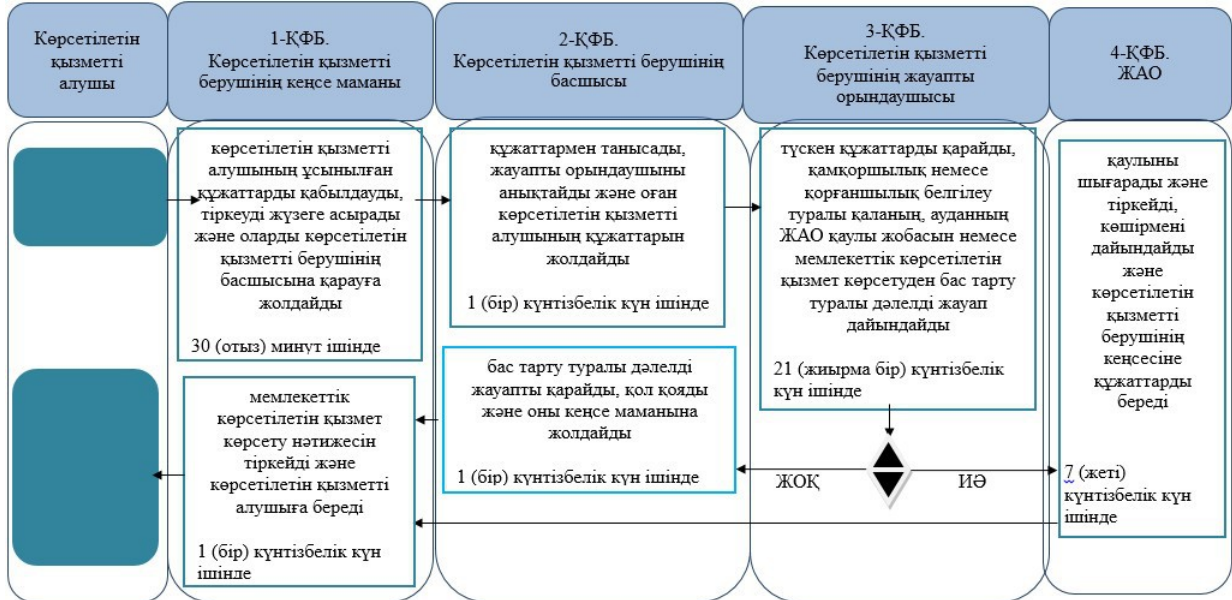 Көрсетілетін
қызметті
алушы
1-ҚФБ.
Көрсетілетін қызметті
берушінің кеңсе маманы
2-ҚФБ.
Көрсетілетін қызметті берушінің
басшысы
3-ҚФБ.
Көрсетілетін қызметті
берушінің жауапты
орындаушысы
4-ҚФБ.
ЖАО
көрсетілетін қызметті
алушының ұсынылған
құжаттарды қабылдауды,
тіркеуді жүзеге асырады
және оларды көрсетілетін
қызметті берушінің
басшысына қарауға
жолдайды
30 (отыз) минут ішінде
құжаттармен танысады,
жауапты орындаушыны
анықтайды және оған
көрсетілетін қызметті
алушының құжаттарын
жолдайды
1 (бір) күнтізбелік күн ішінде
түскен құжаттарды қарайды,
қамқоршылық немесе
қорғаншылық белгілеу
туралы қаланың, ауданның
ЖАО қаулы жобасын немесе
мемлекеттік көрсетілетін
қызмет көрсетуден бас тарту
туралы дәлелді жауап
дайындайды
21 (жиырма бір) күнтізбелік
күн ішінде
қаулыны
шығарады және
тіркейді,
көшірмені
дайындайды
және
көрсетілетін
қызметті
берушінің
кеңсесіне
құжаттарды
береді
7 (жеті)
күнтізбелік күн
ішінде
бас тарту туралы дәлелді
жауапты қарайды, қол қояды
және оны кеңсе маманына
жолдайды
1 (бір) күнтізбелік күн ішінде
мемлекеттік
көрсетілетін қызмет
көрсету нәтижесін
тіркейді және
көрсетілетін қызметті
алушыға береді
1 (бір) күнтізбелік күн
ішінде
ЖОҚ
ИӘ